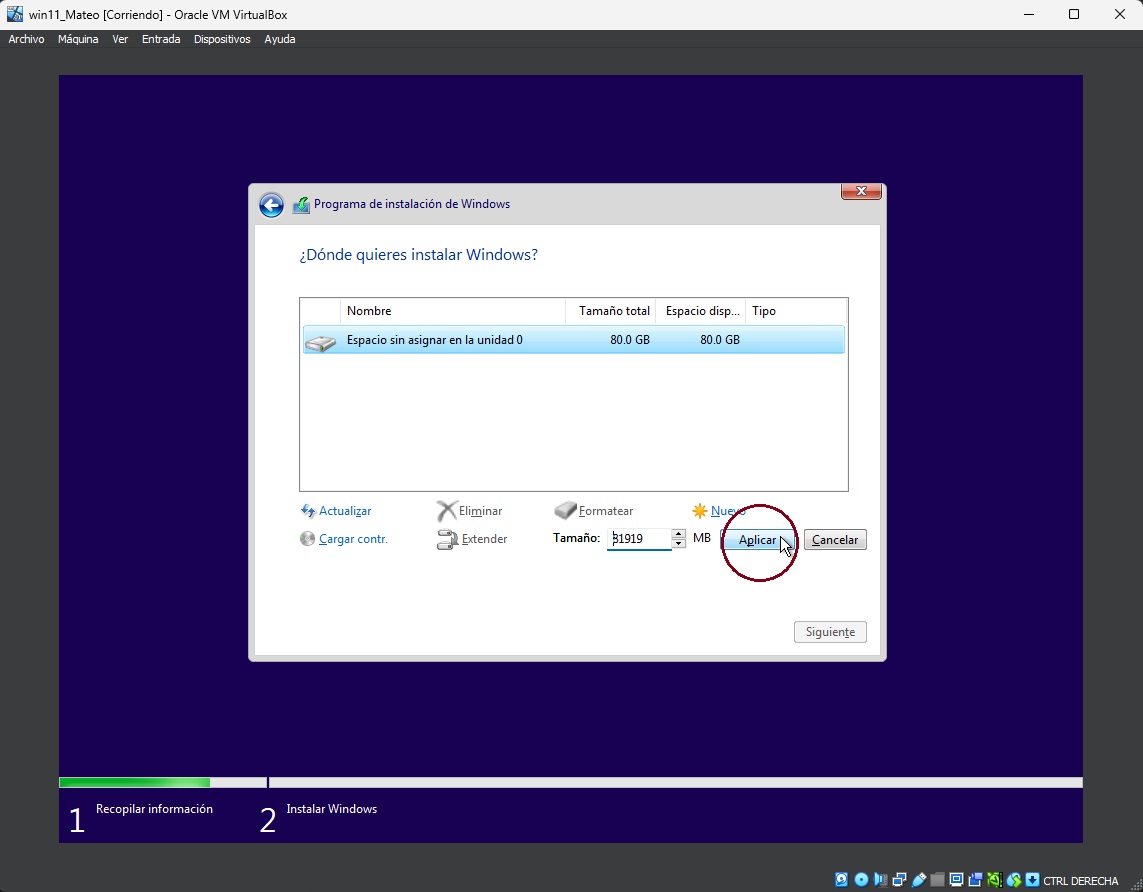 win11_Mateo [Corriendo] - Oracle VM VirtualBox
Archivo Máquina Ver Entrada Dispositivos Ayuda
Programa de instalación de Windows
¿Dónde quieres instalar Windows?
Nombre Tamaño total Espacio disp... Tipo
Espacio sin asignar en la unidad 0 80.0 GB 80.0 GB
Actualizar Eliminar Formatear Nuevo
Cargar contr. Extender Tamaño: 81919 MB Aplicar Cancelar
Siguiente
1 Recopilar información 2 Instalar Windows
CTRL DERECHA